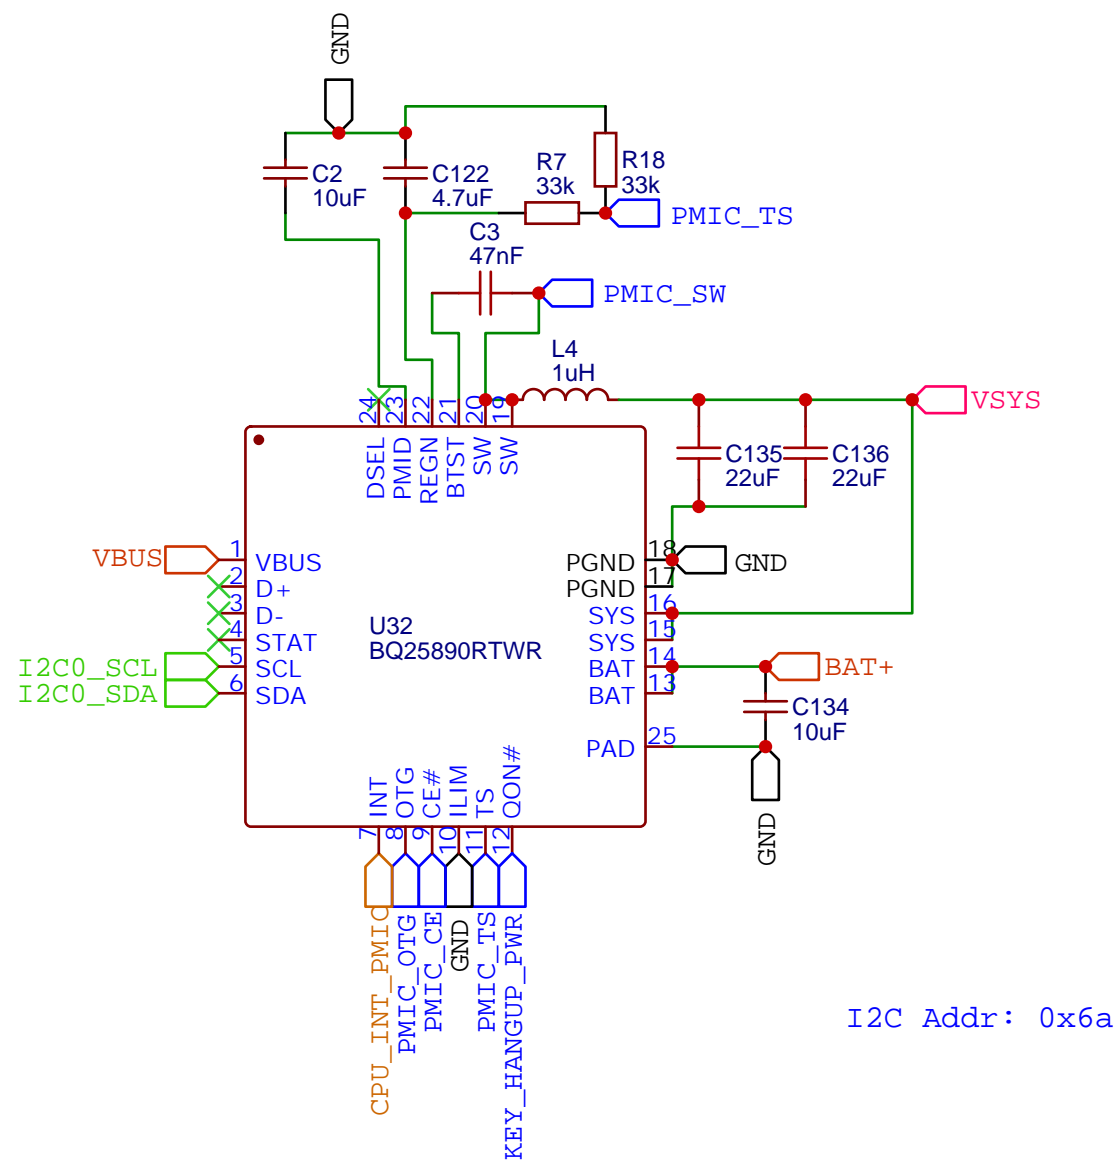 GND
C2
10uF
C122
4.7uF
R7
33k
R18
33k
PMIC_TS
C3
47nF
PMIC_SW
L4
1uH
VSYS
24
23
22
21
20
19
DSEL
PMID
REGN
BTST
SW
SW
C135
22uF
C136
22uF
VBUS
1
VBUS
2
D+
3
D-
4
STAT
I2C0_SCL
5
SCL
I2C0_SDA
6
SDA
U32
BQ25890RTWR
PGND
18
GND
PGND
17
SYS
16
SYS
15
BAT
14
BAT+
BAT
13
C134
10uF
PAD
25
GND
INT
OTG
CE#
ILIM
TS
QON#
7
8
9
10
11
12
CPU_INT_PMIC
PMIC_OTG
PMIC_CE
GND
PMIC_TS
KEY_HANGUP_PWR
I2C Addr: 0x6a